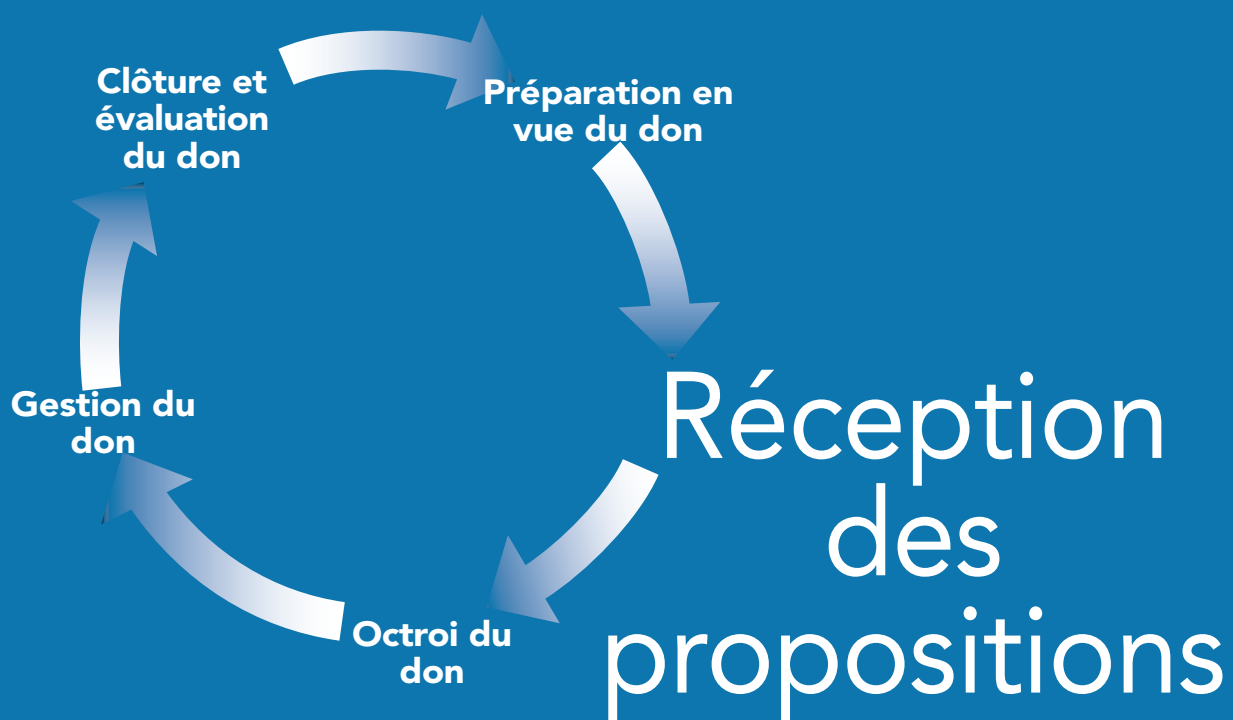 Clôture et
évaluation
du don
Préparation en
vue du don
Réception
des
propositions
Octroi du
don
Gestion du
don